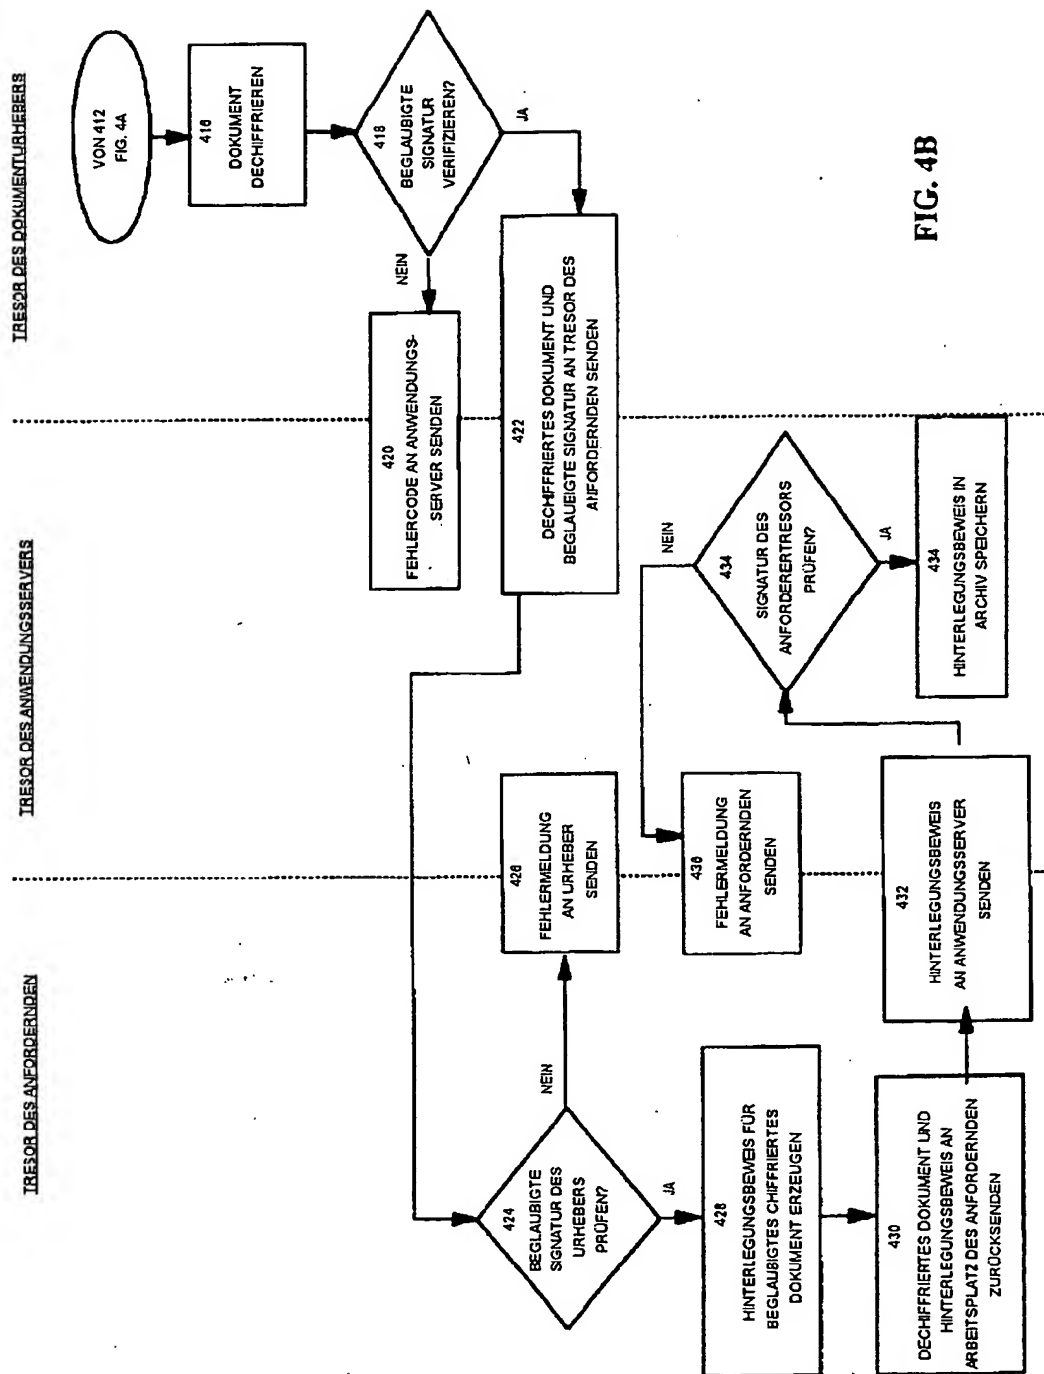 TRESOR DES ANFORDERNDEN
TRESOR DES ANWENDUNGSSERVERS
TRESOR DES DOKUMENTURHEBERS
VON 412
FIG. 4A
416
DOKUMENT
DECHIFFRIEREN
418
BEGLAUBIGTE
SIGNATUR
VERIFIZIEREN?
NEIN
JA
420
FEHLERCODE AN ANWENDUNGS-
SERVER SENDEN
422
DECHIFFRIERTES DOKUMENT UND
BEGLAUBIGTE SIGNATUR AN TRESOR DES
ANFORDERNDEN SENDEN
424
BEGLAUBIGTE
SIGNATUR DES
URHEBERS
PRÜFEN?
NEIN
JA
426
FEHLERMELDUNG
AN URHEBER
SENDEN
428
HINTERLEGUNGSBEWEIS FÜR
BEGLAUBIGTES CHIFFRIERTES
DOKUMENT ERZEUGEN
430
DECHIFFRIERTES DOKUMENT UND
HINTERLEGUNGSBEWEIS AN
ARBEITSPLATZ DES ANFORDERNDEN
ZURÜCKSENDEN
432
HINTERLEGUNGSBEWEIS
AN ANWENDUNGSSERVER
SENDEN
434
SIGNATUR DES
ANFORDERERTRESORS
PRÜFEN?
NEIN
JA
436
FEHLERMELDUNG
AN ANFORDERNDEN
SENDEN
434
HINTERLEGUNGSBEWEIS IN
ARCHIV SPEICHERN
FIG. 4B